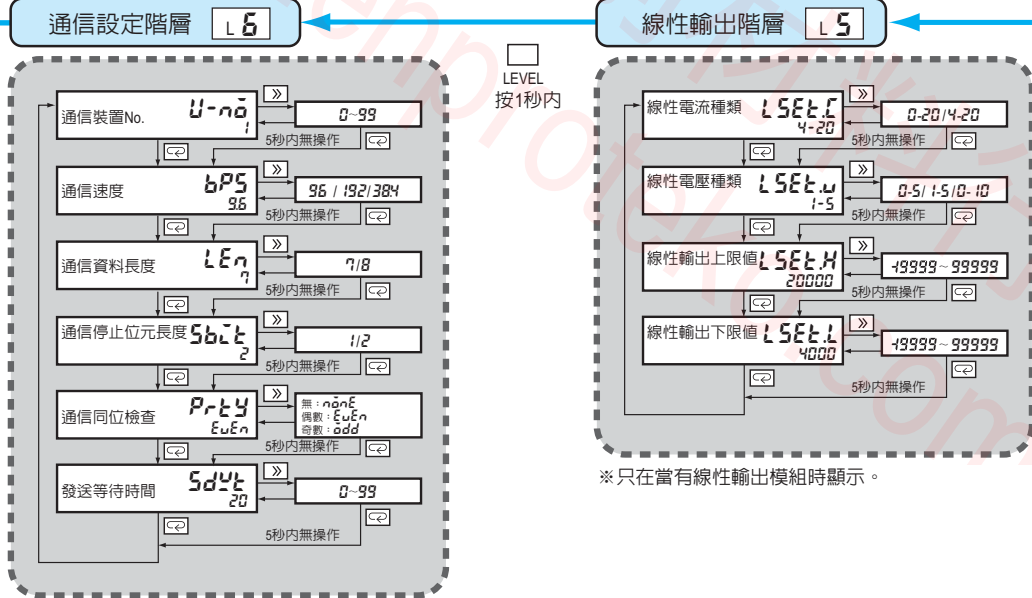 通信設定階層 L 6
線性輸出階層 L 5
LEVEL
按1秒內
通信裝置No. U-no
1
»
0~99
5秒內無操作
通信速度 bPS
9.6
»
9.6 / 19.2/38.4
5秒內無操作
通信資料長度 LEn
7
»
7/8
5秒內無操作
通信停止位元長度 Sbit
2
»
1/2
5秒內無操作
通信同位檢查 PrtY
EvEn
»
無：nonE
偶數：EvEn
奇數：odd
5秒內無操作
發送等待時間 SdWt
20
»
0~99
5秒內無操作
線性電流種類 LSEt.C
4-20
»
0-20/4-20
5秒內無操作
線性電壓種類 LSEt.v
1-5
»
0-5/1-5/0-10
5秒內無操作
線性輸出上限值 LSEt.H
20000
»
-19999~99999
5秒內無操作
線性輸出下限值 LSEt.L
4000
»
-19999~99999
5秒內無操作
※只在當有線性輸出模組時顯示。